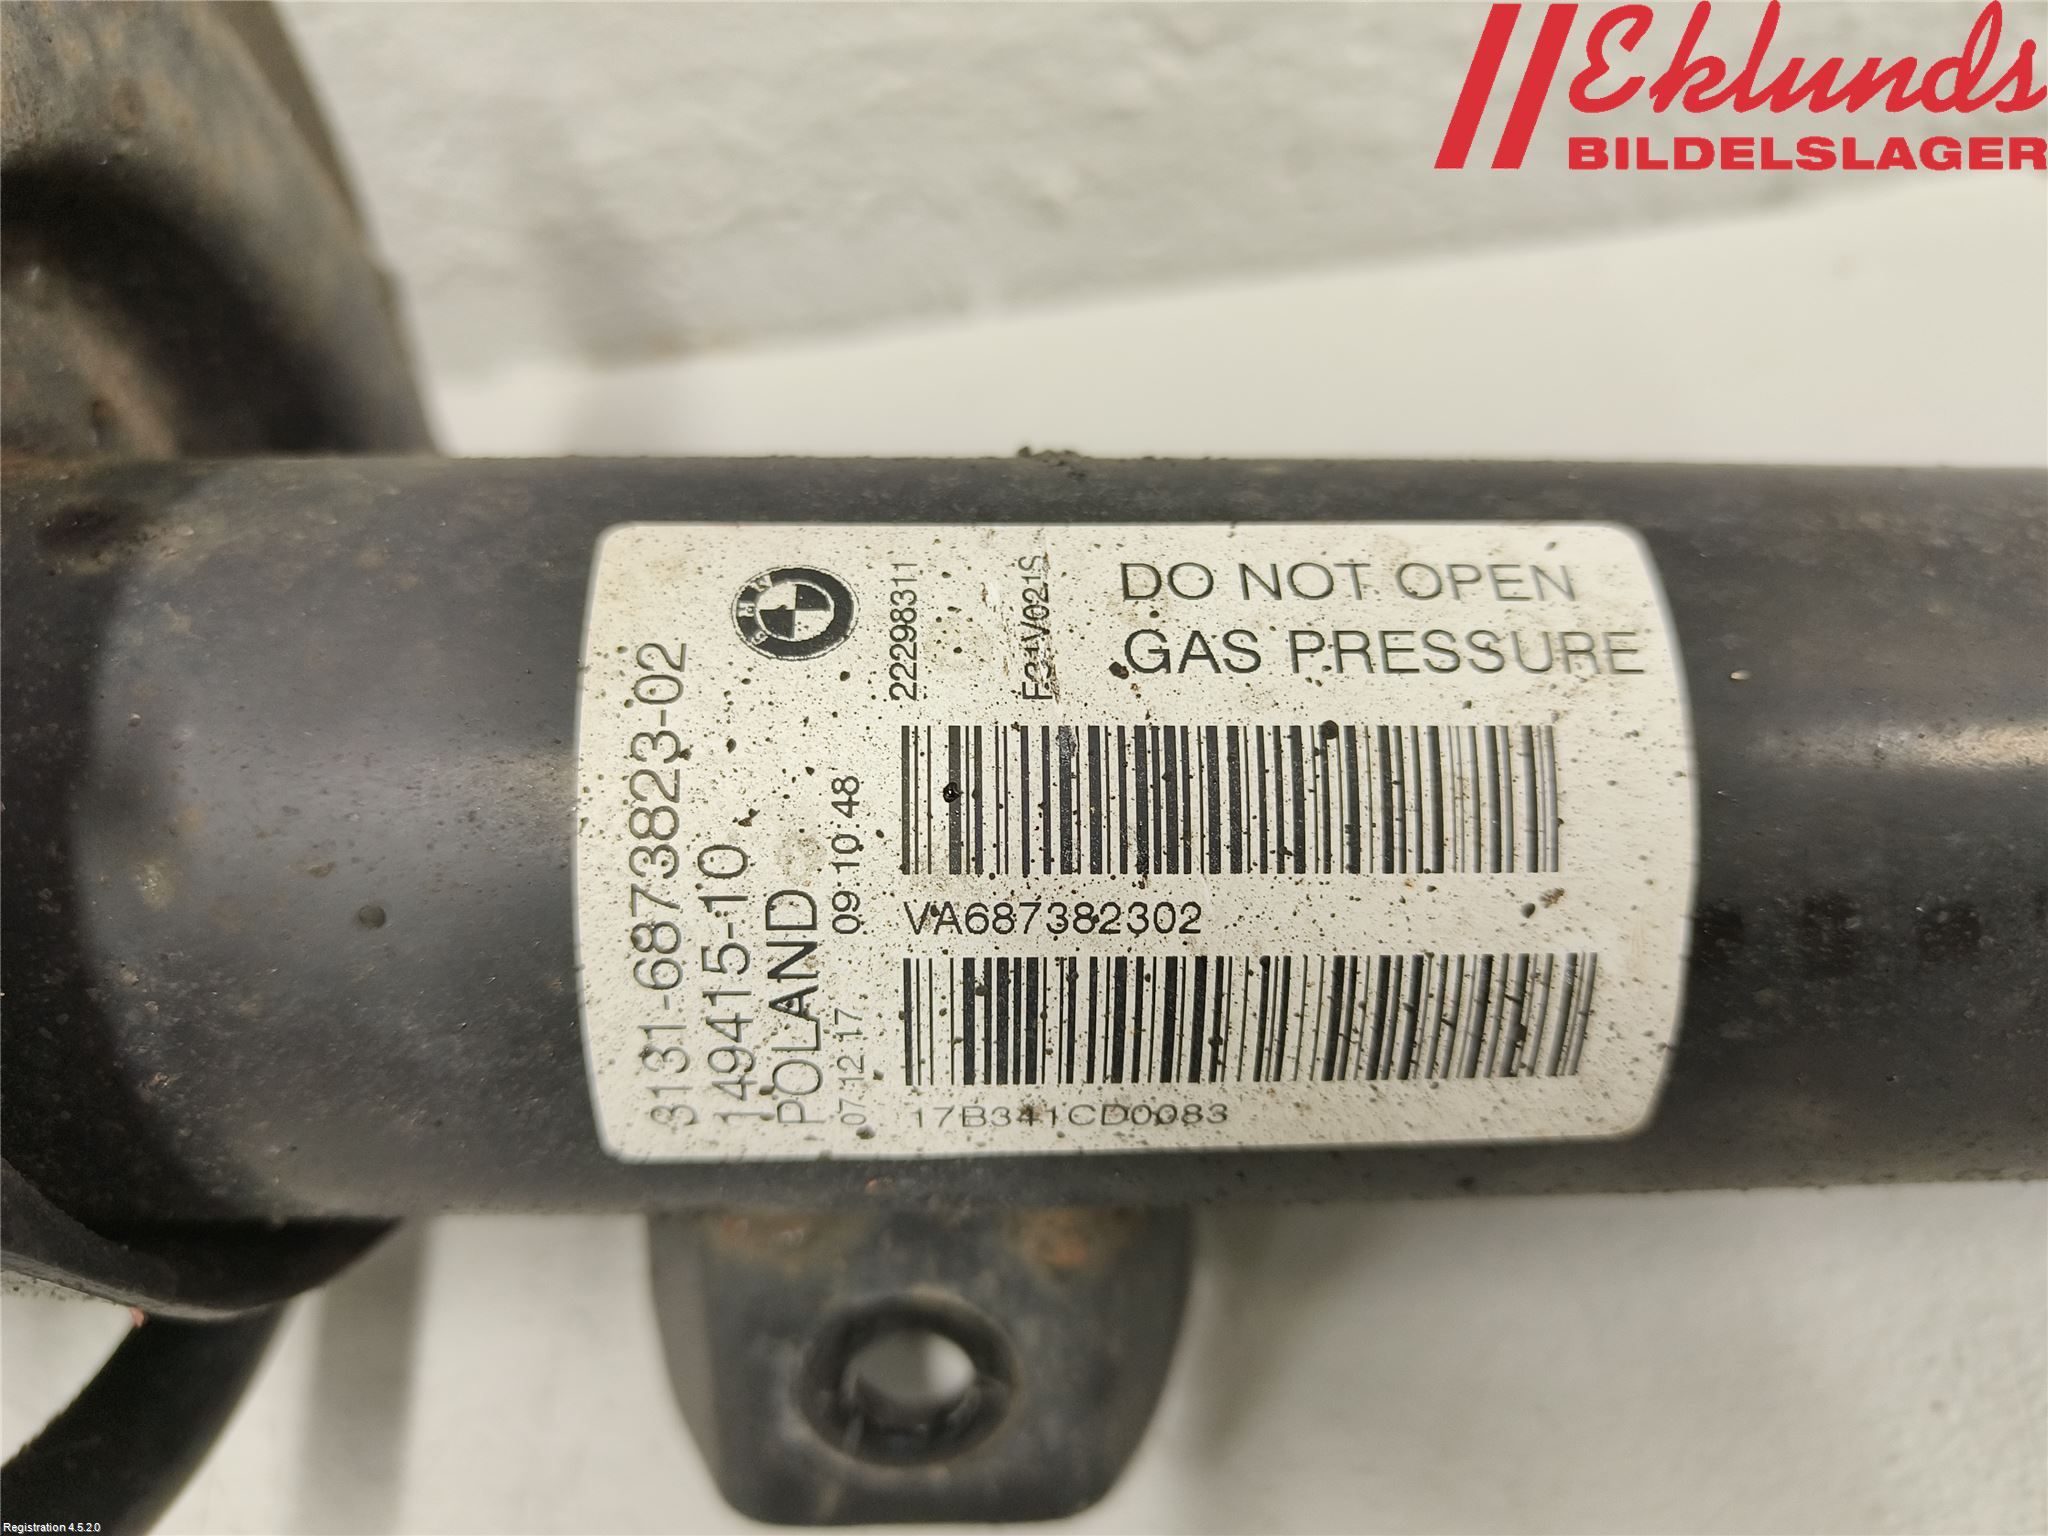 Eklunds
BILDELSLAGER
DO NOT OPEN
GAS PRESSURE
3131-6873823-02
149415-10
POLAND
07.12.17 09:10:48
22298311
VA687382302
17B341CD0083
BMW
Registration 4.5.2.0